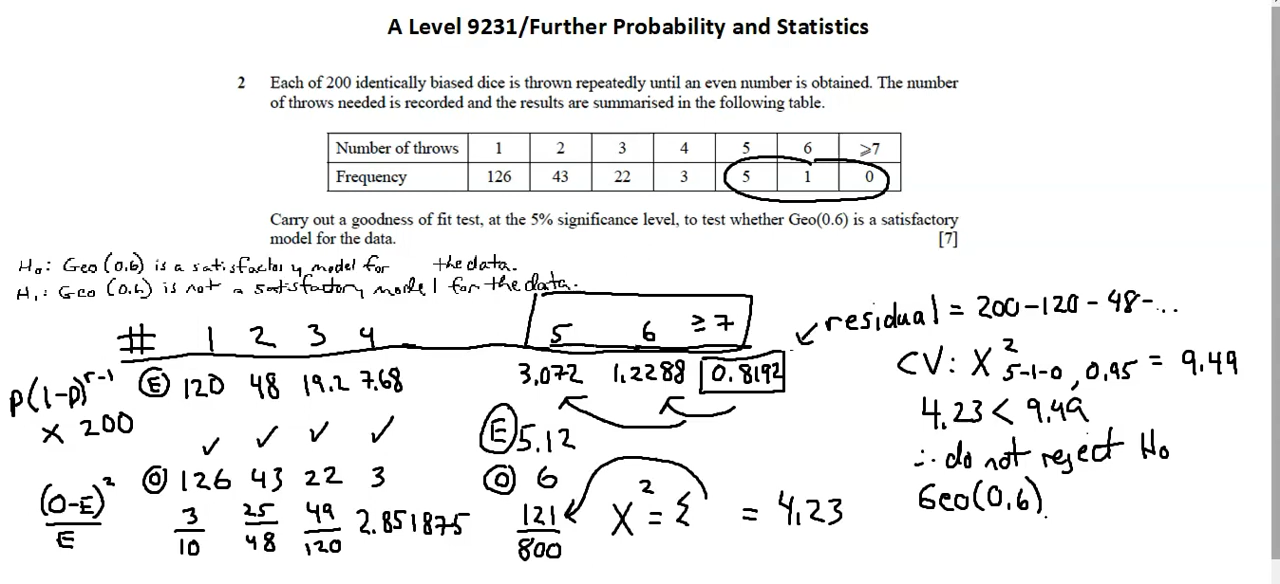 A Level 9231/Further Probability and Statistics
2 Each of 200 identically biased dice is thrown repeatedly until an even number is obtained. The number
of throws needed is recorded and the results are summarised in the following table.
Number of throws 1 2 3 4 5 6 ⩾7
Frequency 126 43 22 3 5 1 0
Carry out a goodness of fit test, at the 5% significance level, to test whether Geo(0.6) is a satisfactory
model for the data. [7]
H₀: Geo(0.6) is a satisfactory model for the data.
H₁: Geo(0.6) is not a satisfactory model for the data.
# 1 2 3 4 5 6 ≥7
p(1-p)^(r-1) × 200
Ⓔ 120 48 19.2 7.68 3.072 1.2288 0.8192
✓ ✓ ✓ ✓
Ⓔ 5.12
Ⓞ 126 43 22 3 Ⓞ 6
(O-E)²/E 3/10 25/48 49/120 2.851875 121/800
X² = Σ = 4.23
residual = 200-120-48-...
CV: X²₅₋₁₋₀, 0.95 = 9.49
4.23 < 9.49
∴ do not reject H₀
Geo(0.6).